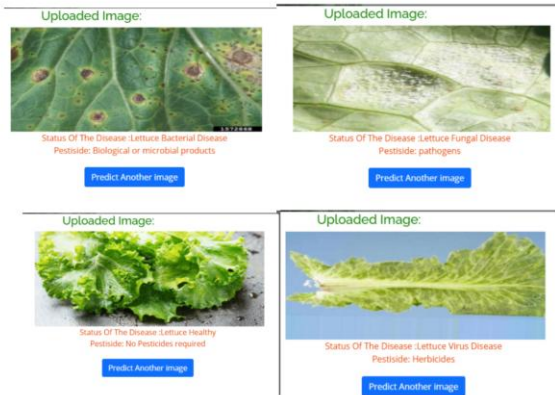 Uploaded Image:
Status Of The Disease :Lettuce Bacterial Disease
Pestiside: Biological or microbial products
Predict Another image
Uploaded Image:
Status Of The Disease :Lettuce Fungal Disease
Pestiside: pathogens
Predict Another image
Uploaded Image:
Status Of The Disease :Lettuce Healthy
Pestiside: No Pesticides required
Predict Another image
Uploaded Image:
Status Of The Disease :Lettuce Virus Disease
Pestiside: Herbicides
Predict Another image